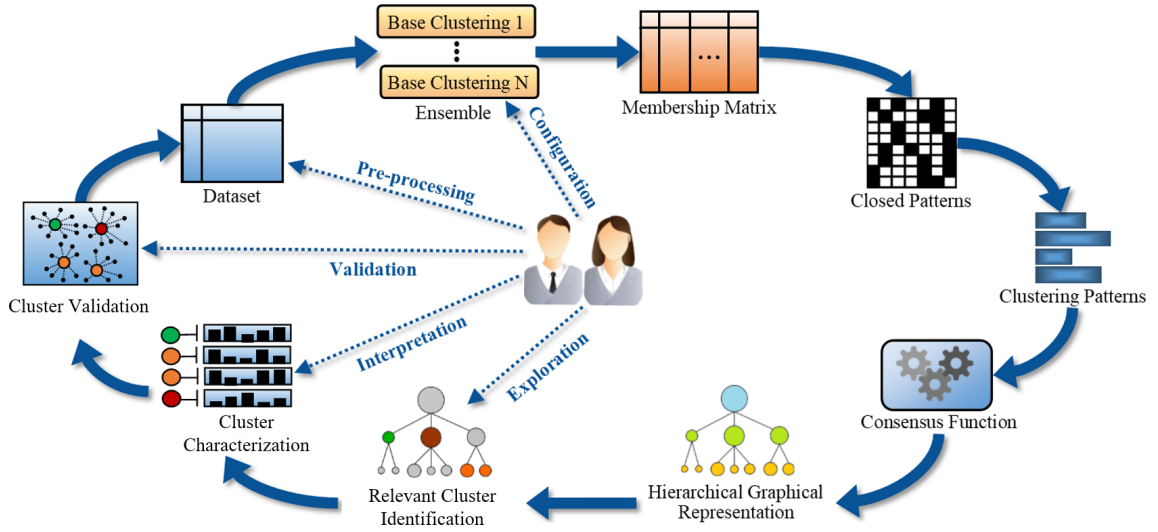 Base Clustering 1
Base Clustering N
Ensemble
Membership Matrix
Closed Patterns
Clustering Patterns
Consensus Function
Hierarchical Graphical
Representation
Relevant Cluster
Identification
Cluster
Characterization
Cluster Validation
Dataset
Configuration
Pre-processing
Validation
Interpretation
Exploration